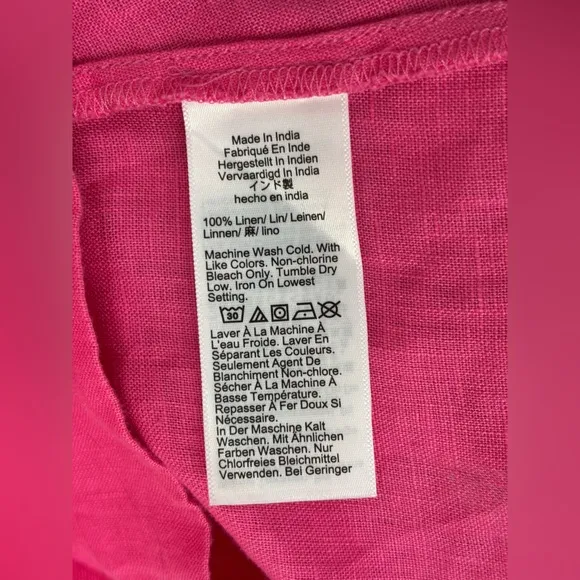 Made In India
Fabriqué En Inde
Hergestellt In Indien
Vervaardigd In India
インド製
hecho en india
100% Linen/ Lin/ Leinen/
Linnen/ 麻/ lino
Machine Wash Cold. With
Like Colors. Non-chlorine
Bleach Only. Tumble Dry
Low. Iron On Lowest
Setting.
30
Laver À La Machine À
L'eau Froide. Laver En
Séparant Les Couleurs.
Seulement Agent De
Blanchiment Non-chlore.
Sécher À La Machine À
Basse Température.
Repasser À Fer Doux Si
Nécessaire.
In Der Maschine Kalt
Waschen, Mit Ähnlichen
Farben Waschen. Nur
Chlorfreies Bleichmittel
Verwenden. Bei Geringer